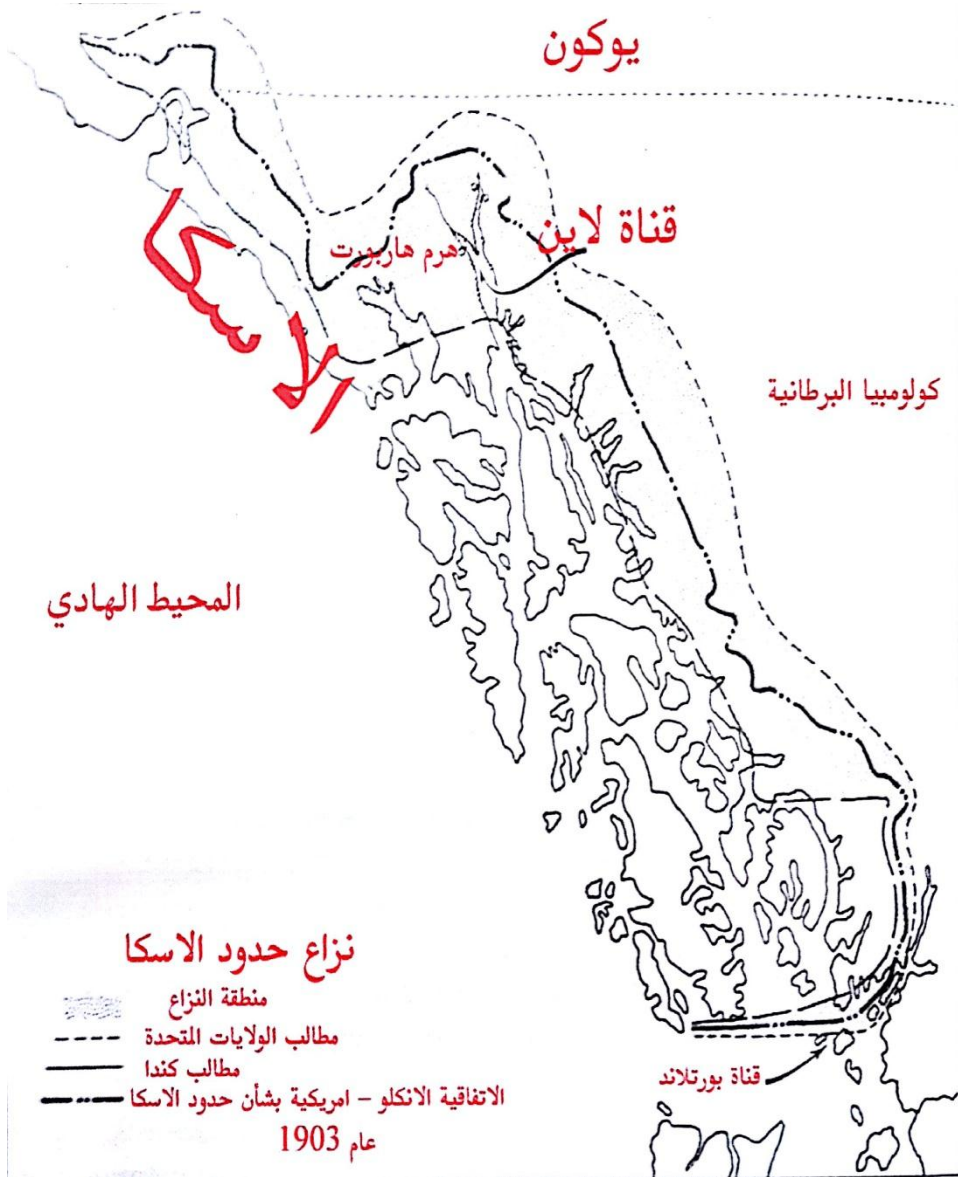 يوكون
قناة لاين
هرم هاربورت
الاسكا
كولومبيا البرطانية
المحيط الهادي
نزاع حدود الاسكا
منطقة النزاع
مطالب الولايات المتحدة
مطالب كندا
الاتفاقية الانكلو - امريكية بشأن حدود الاسكا
عام 1903
قناة بورتلاند